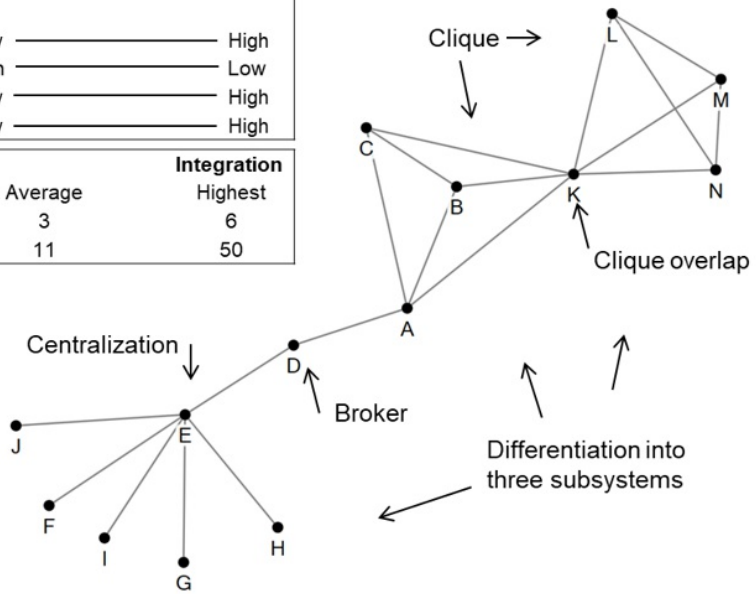 High
Low
High
High
Integration
Average Highest
3 6
11 50
Clique
L
M
C
B
K
N
Clique overlap
A
Centralization
D
Broker
E
J
Differentiation into
three subsystems
F
I
H
G